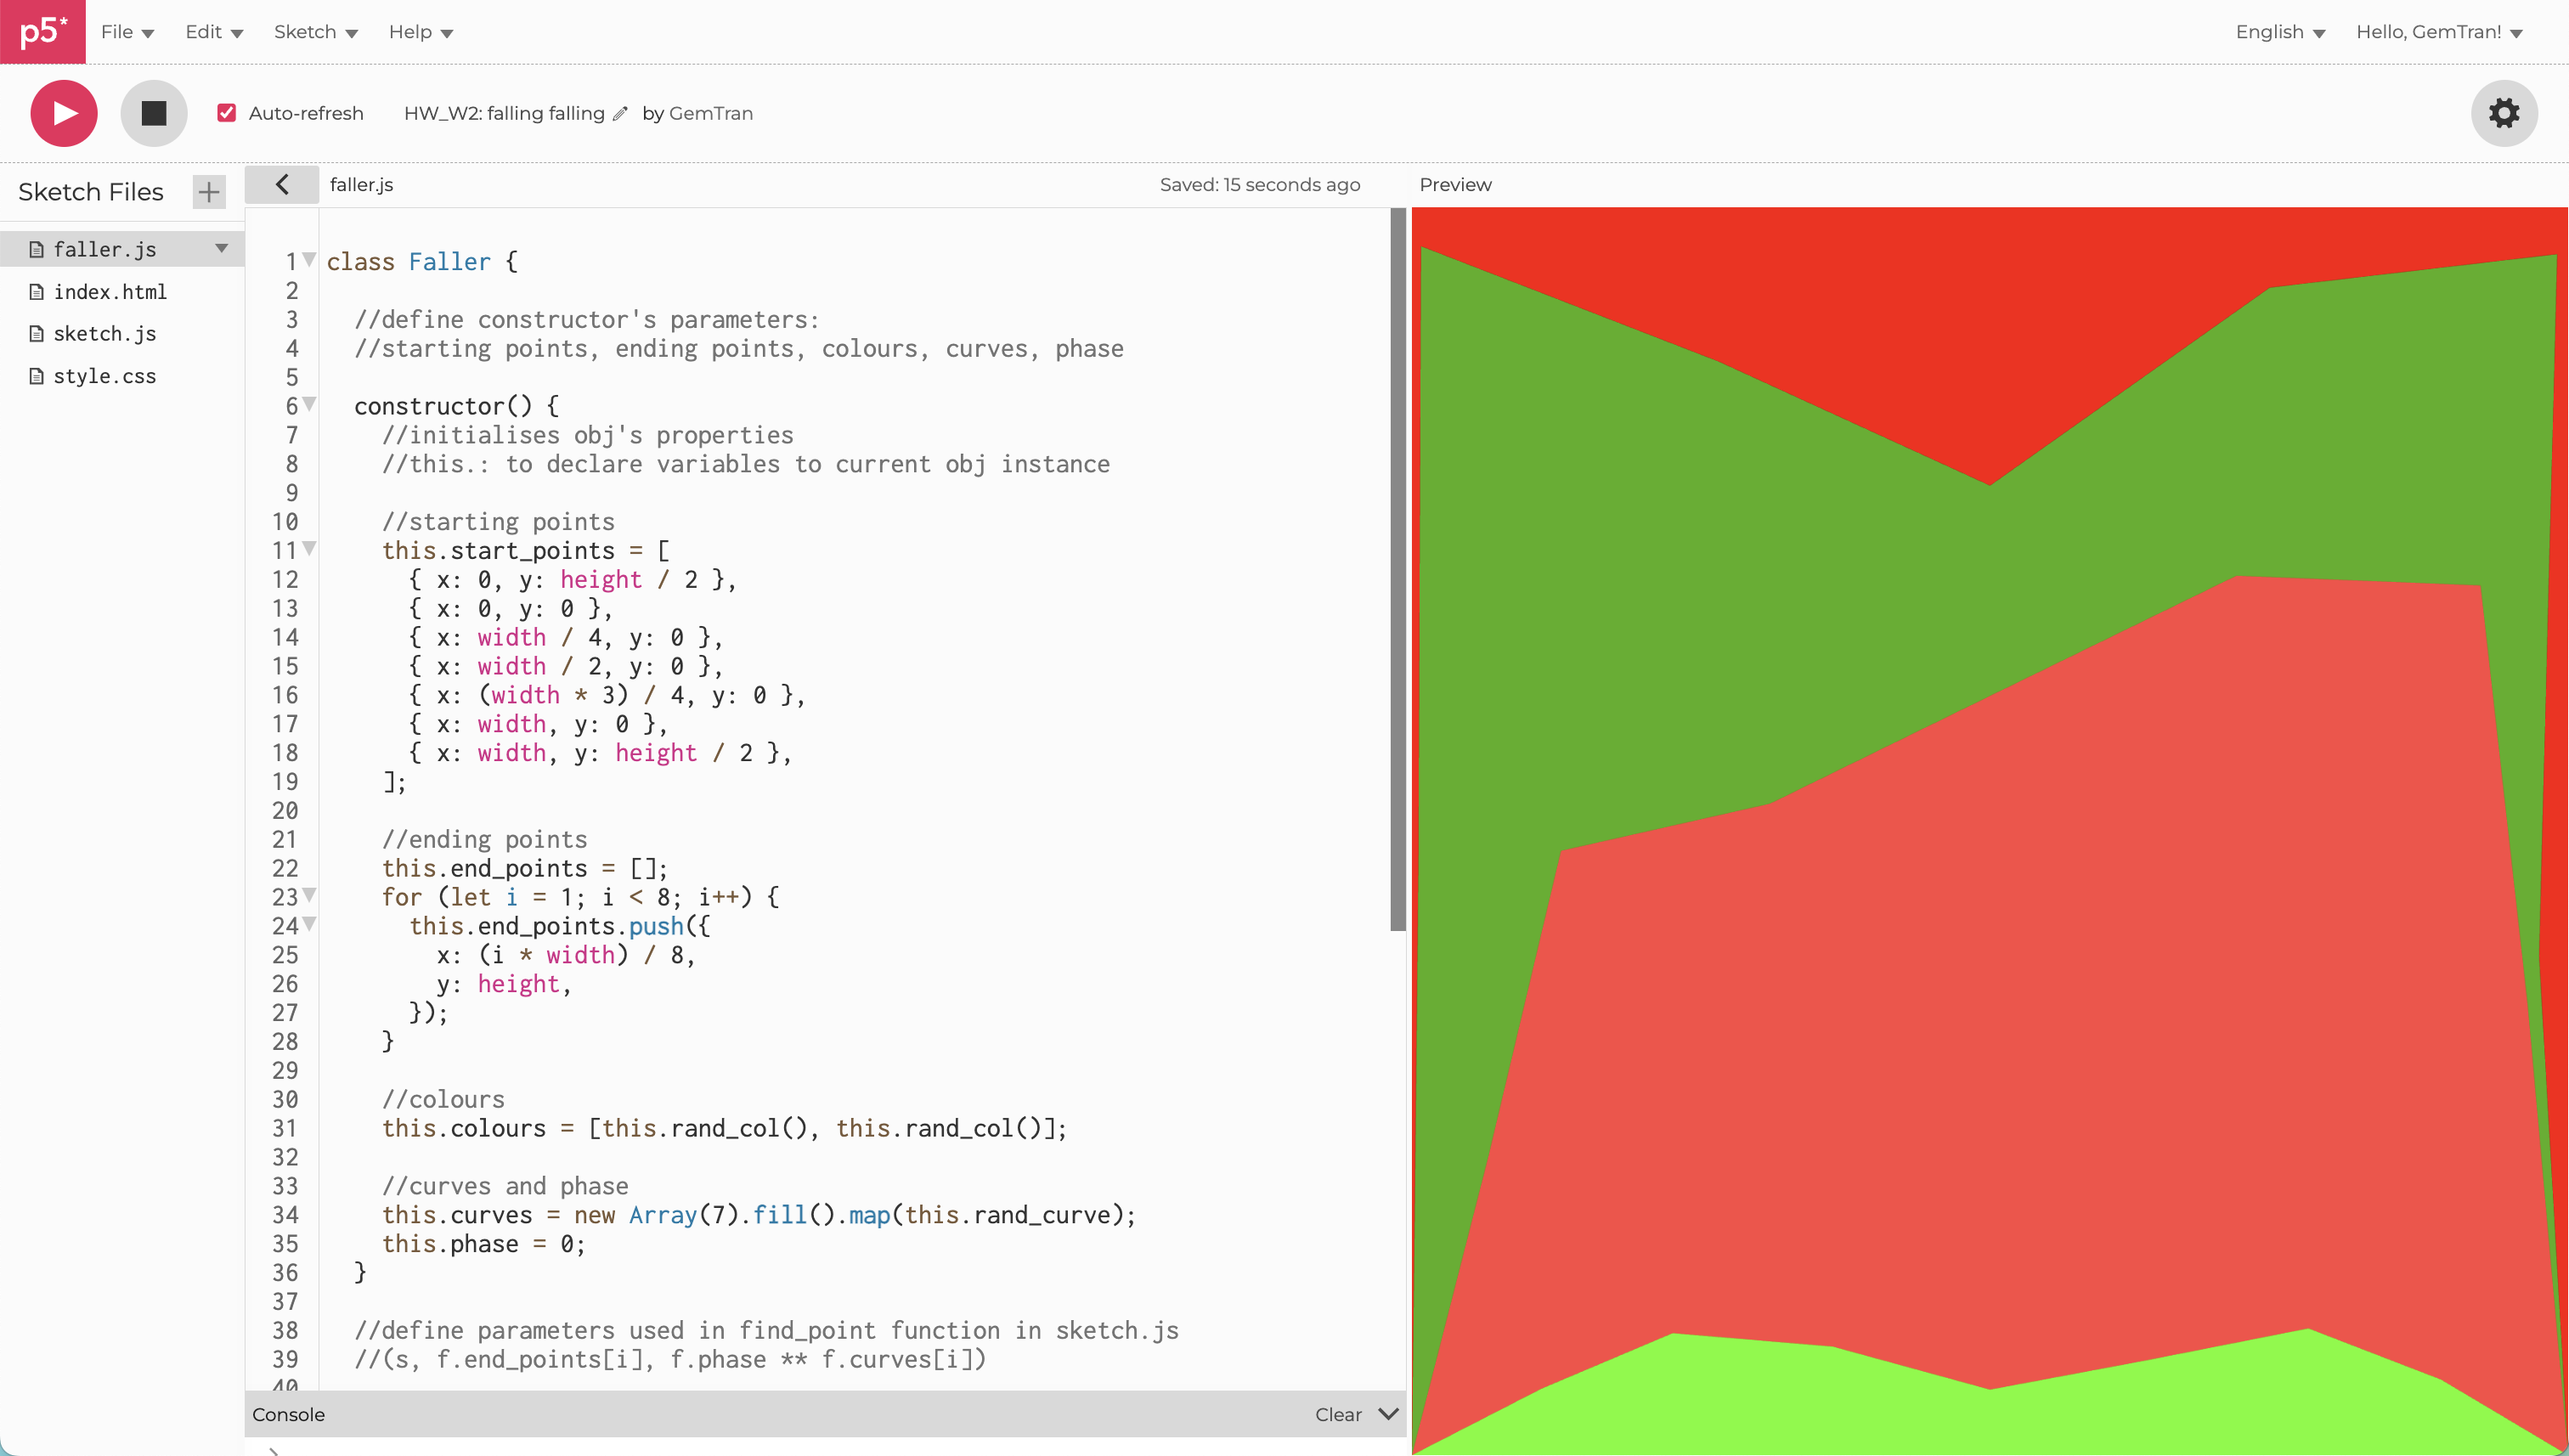 p5* File Edit Sketch Help English Hello, GemTran!
Auto-refresh HW_W2: falling falling by GemTran
Sketch Files + faller.js Saved: 15 seconds ago Preview
faller.js
index.html
sketch.js
style.css
1 class Faller {
2
3 //define constructor's parameters:
4 //starting points, ending points, colours, curves, phase
5
6 constructor() {
7 //initialises obj's properties
8 //this.: to declare variables to current obj instance
9
10 //starting points
11 this.start_points = [
12 { x: 0, y: height / 2 },
13 { x: 0, y: 0 },
14 { x: width / 4, y: 0 },
15 { x: width / 2, y: 0 },
16 { x: (width * 3) / 4, y: 0 },
17 { x: width, y: 0 },
18 { x: width, y: height / 2 },
19 ];
20
21 //ending points
22 this.end_points = [];
23 for (let i = 1; i < 8; i++) {
24 this.end_points.push({
25 x: (i * width) / 8,
26 y: height,
27 });
28 }
29
30 //colours
31 this.colours = [this.rand_col(), this.rand_col()];
32
33 //curves and phase
34 this.curves = new Array(7).fill().map(this.rand_curve);
35 this.phase = 0;
36 }
37
38 //define parameters used in find_point function in sketch.js
39 //(s, f.end_points[i], f.phase ** f.curves[i])
40
Console Clear
>